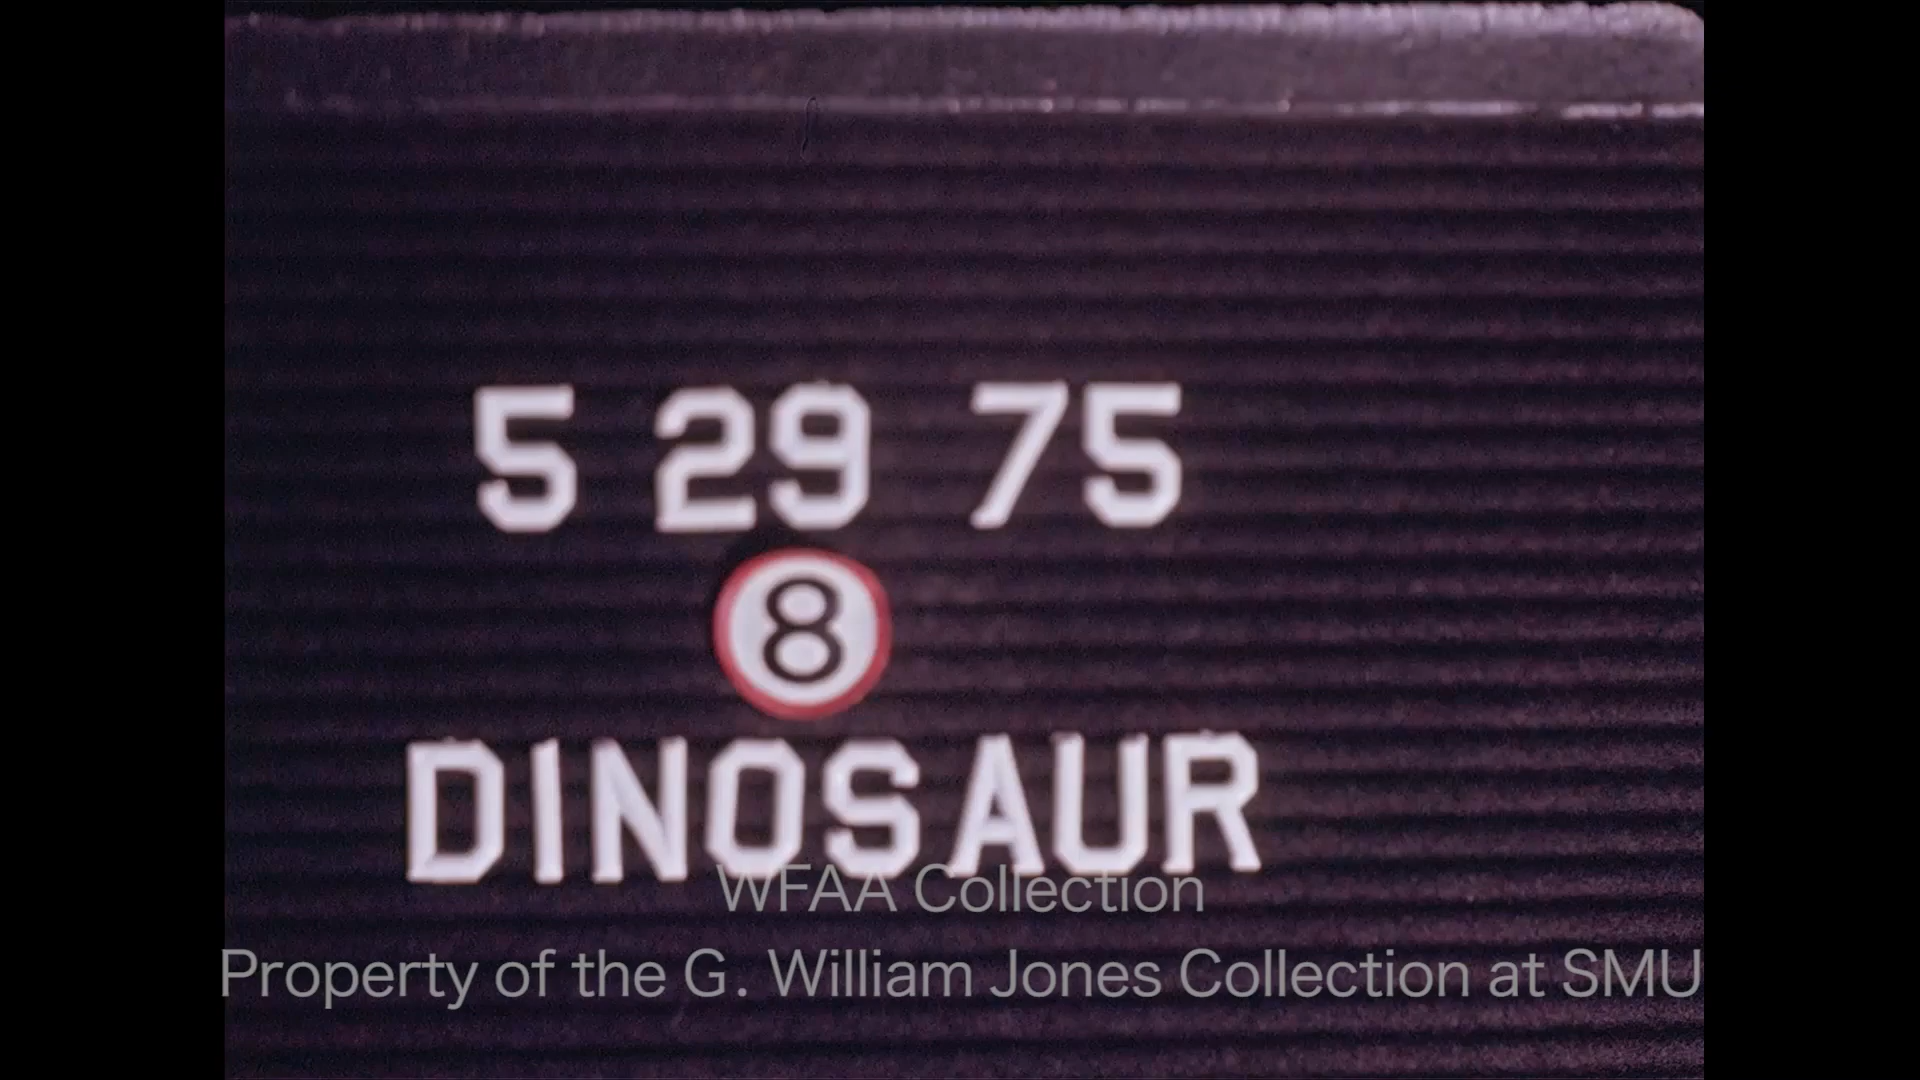 5 29 75
8
DINOSAUR
WFAA Collection
Property of the G. William Jones Collection at SMU